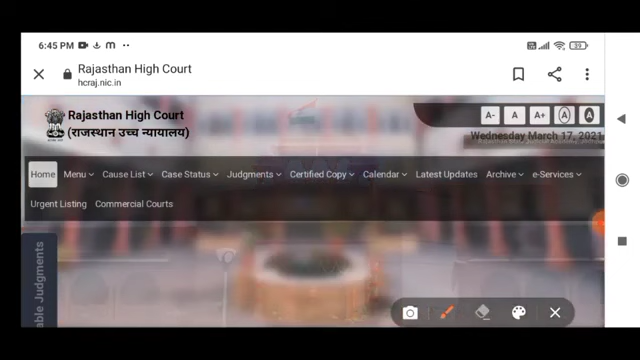 6:45 PM
39
Rajasthan High Court
hcraj.nic.in
Rajasthan High Court
(राजस्थान उच्च न्यायालय)
A- A A+ A A
Wednesday March 17, 2021
Home Menu Cause List Case Status Judgments Certified Copy Calendar Latest Updates Archive e-Services
Urgent Listing Commercial Courts
able Judgments